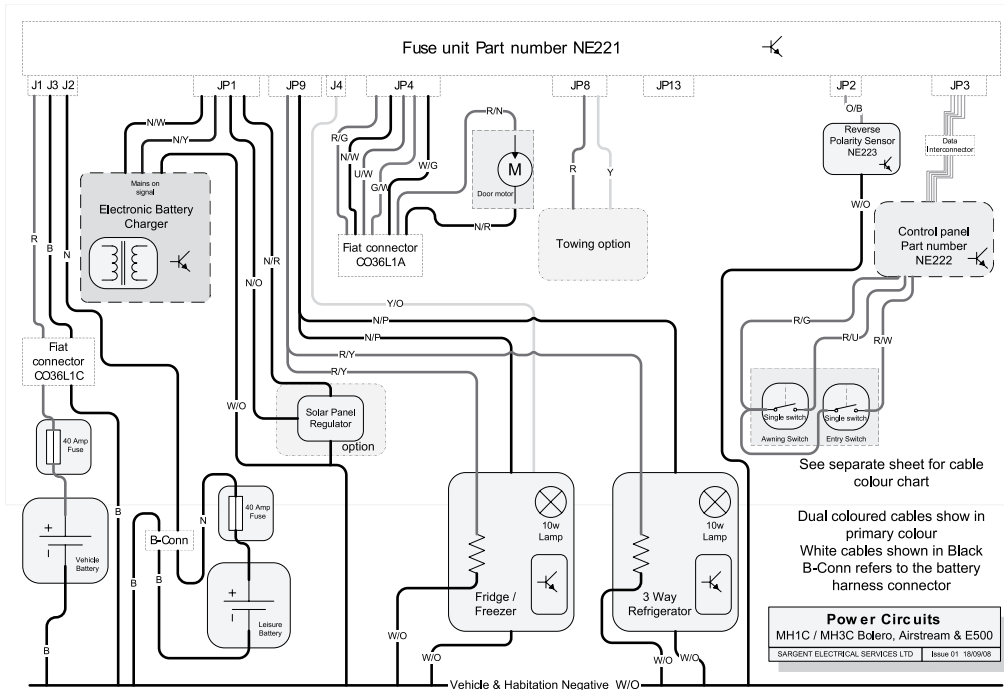 Fuse unit Part number NE221
J1 J3 J2
JP1
JP9
J4
JP4
JP8
JP13
JP2
JP3
N/W
N/Y
R/G
N/W
U/W
G/W
W/G
R/N
M
Door motor
N/R
R
Y
O/B
Reverse
Polarity Sensor
NE223
Data
Interconnector
W/O
Mains on
signal
Electronic Battery
Charger
R
B
N
N/O
N/R
Fiat connector
CO36L1A
Towing option
Control panel
Part number
NE222
Y/O
N/P
N/P
R/Y
R/Y
R/G
R/U
R/W
Fiat
connector
CO36L1C
W/O
Solar Panel
Regulator
option
Single switch
Single switch
Awning Switch
Entry Switch
40 Amp
Fuse
40 Amp
Fuse
See separate sheet for cable
colour chart
Dual coloured cables show in
primary colour
White cables shown in Black
B-Conn refers to the battery
harness connector
+
–
Vehicle
Battery
B
B
B-Conn
N
B
B
+
–
Leisure
Battery
10w
Lamp
Fridge /
Freezer
10w
Lamp
3 Way
Refrigerator
B
W/O
W/O
W/O
W/O
Power Circuits
MH1C / MH3C Bolero, Airstream & E500
SARGENT ELECTRICAL SERVICES LTD
Issue 01 18/09/08
Vehicle & Habitation Negative W/O